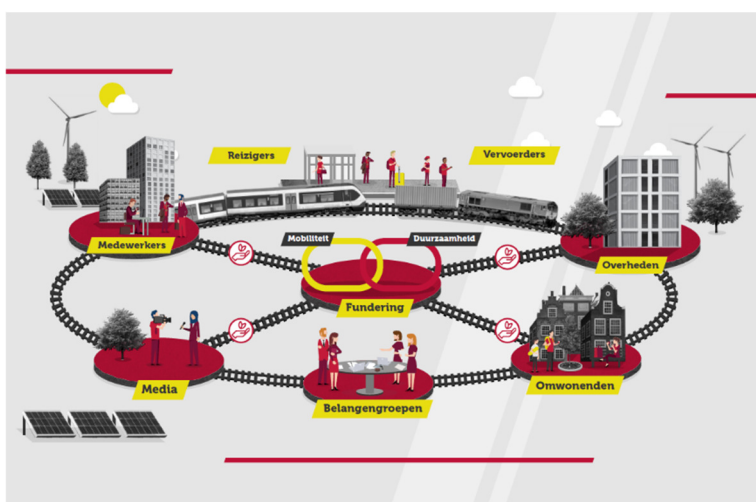 Reizigers
Vervoerders
Medewerkers
Mobiliteit
Duurzaamheid
Overheden
Fundering
Media
Belangengroepen
Omwonenden